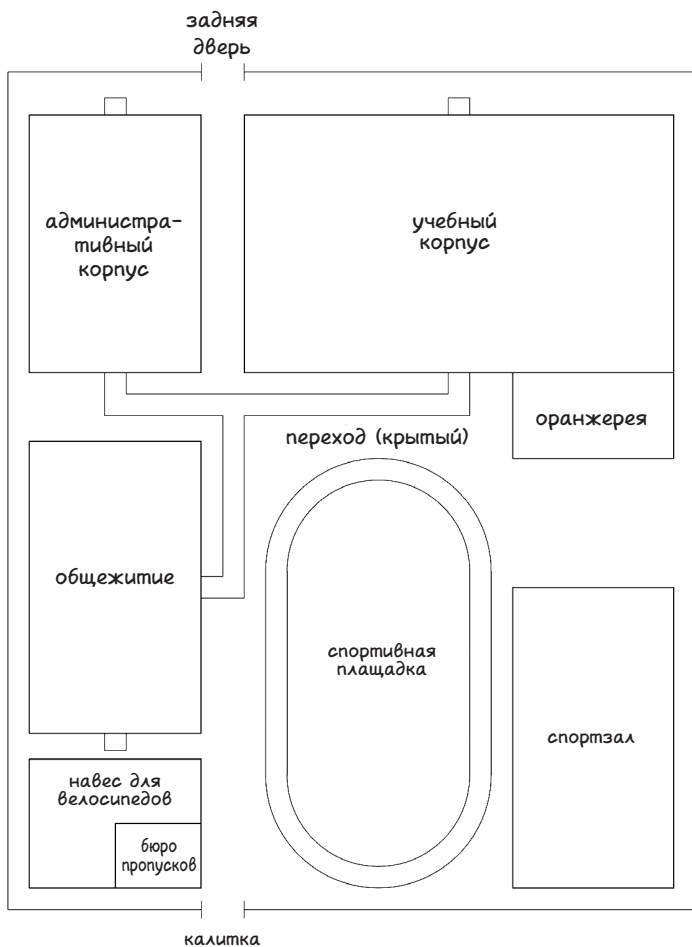 задняя
дверь
администра-
тивный
корпус
учебный
корпус
оранжерея
переход (крытый)
общежитие
спортивная
площадка
спортзал
навес для
велосипедов
бюро
пропусков
калитка